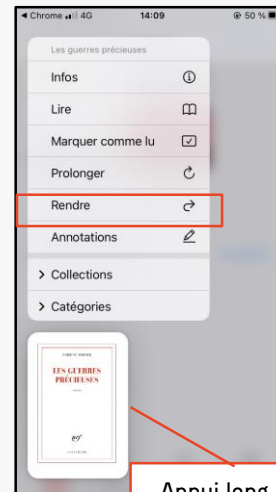 Chrome 4G 14:09 50 %
Les guerres précieuses
Infos
Lire
Marquer comme lu
Prolonger
Rendre
Annotations
Collections
Catégories
LES GUERRES
PRÉCIEUSES
nrf
Appui long